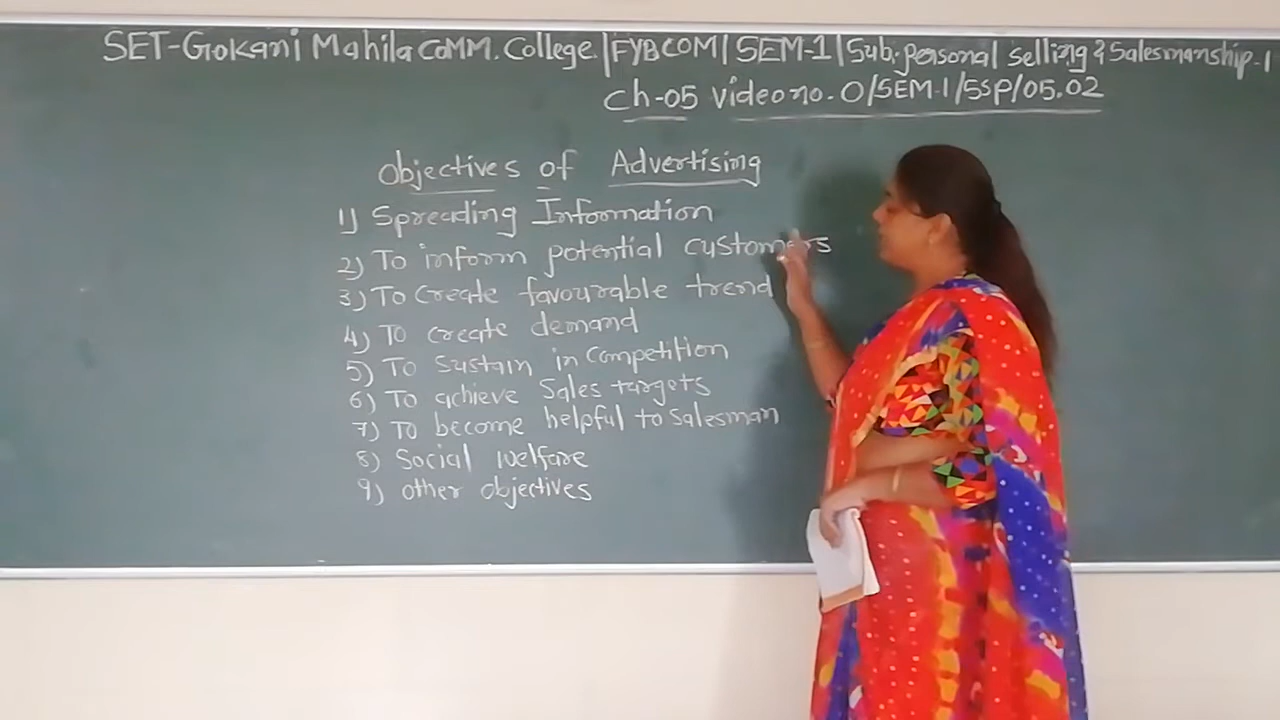 SET-Gokani Mahila Comm. College. | FYBCOM | SEM-1 | Sub. personal selling & Salesmanship-1
Ch-05 video no. O/SEM-1/SSP/05.02
Objectives of Advertising
1) Spreading Information
2) To inform potential customers
3) To create favourable trend
4) To create demand
5) To sustain in competition
6) To achieve Sales targets
7) To become helpful to Salesman
8) Social welfare
9) other objectives